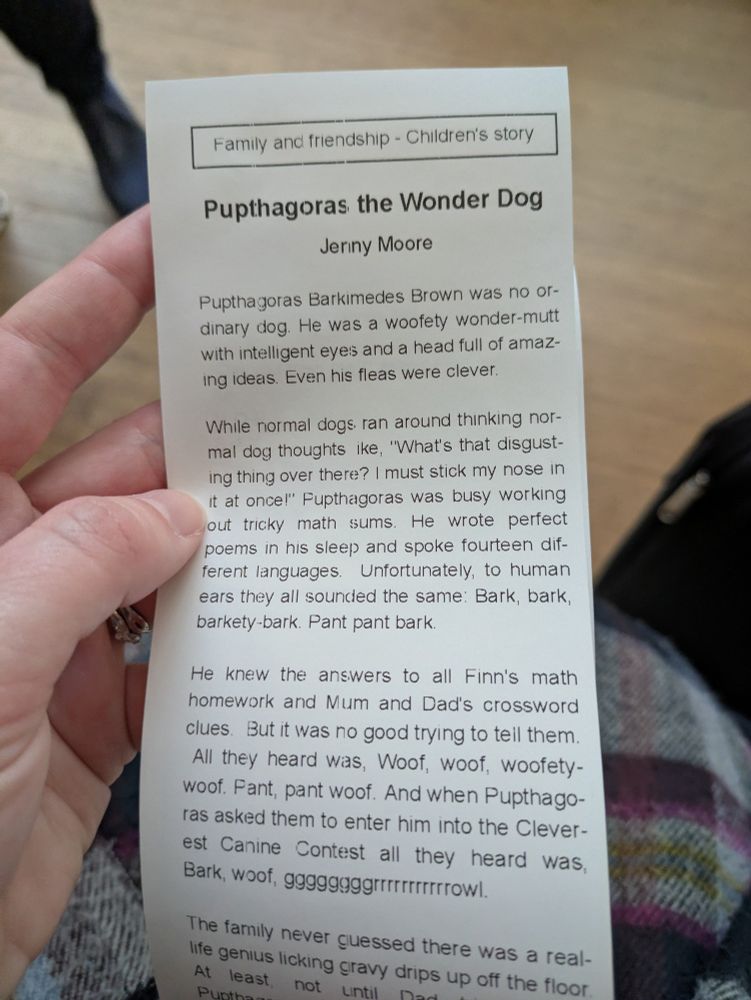 Family and friendship - Children's story
Pupthagoras the Wonder Dog
Jenny Moore
Pupthagoras Barkimedes Brown was no or-
dinary dog. He was a woofety wonder-mutt
with intelligent eyes and a head full of amaz-
ing ideas. Even his fleas were clever.
While normal dogs ran around thinking nor-
mal dog thoughts like, "What's that disgust-
ing thing over there? I must stick my nose in
it at once!" Pupthagoras was busy working
out tricky math sums. He wrote perfect
poems in his sleep and spoke fourteen dif-
ferent languages. Unfortunately, to human
ears they all sounded the same: Bark, bark,
barkety-bark. Pant pant bark.
He knew the answers to all Finn's math
homework and Mum and Dad's crossword
clues. But it was no good trying to tell them.
All they heard was, Woof, woof, woofety-
woof. Pant, pant woof. And when Pupthago-
ras asked them to enter him into the Clever-
est Canine Contest all they heard was,
Bark, woof, ggggggggrrrrrrrrrrrowl.
The family never guessed there was a real-
life genius licking gravy drips up off the floor.
At least, not until Dad